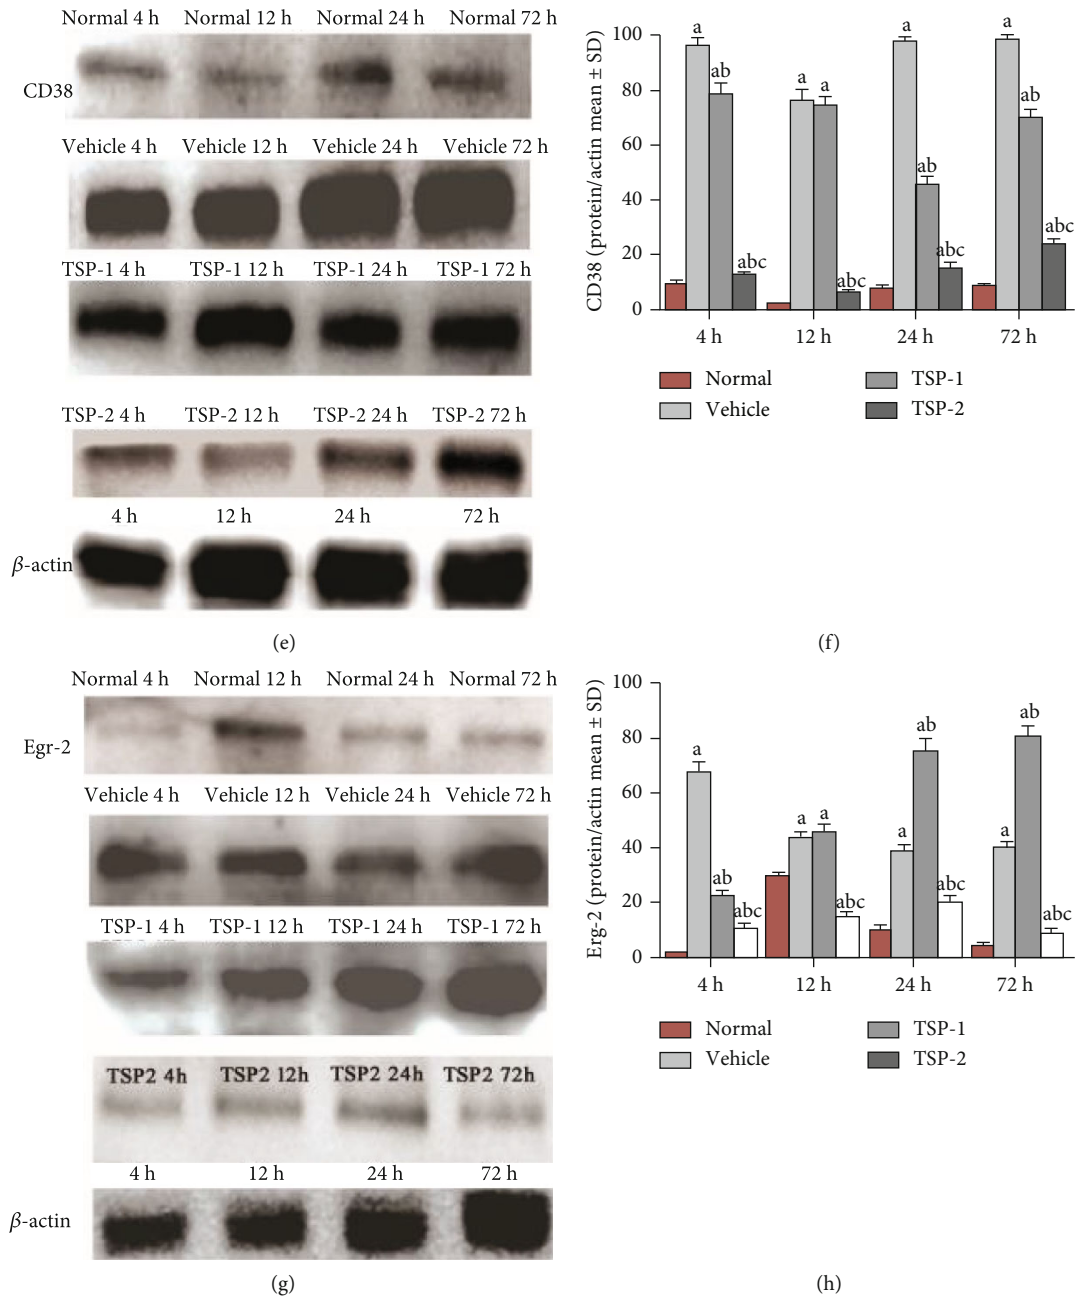 Normal 4 h Normal 12 h Normal 24 h Normal 72 h
CD38
Vehicle 4 h Vehicle 12 h Vehicle 24 h Vehicle 72 h
TSP-1 4 h TSP-1 12 h TSP-1 24 h TSP-1 72 h
TSP-2 4 h TSP-2 12 h TSP-2 24 h TSP-2 72 h
4 h 12 h 24 h 72 h
β-actin
(e)
CD38 (protein/actin mean ± SD)
100
80
60
40
20
0
a ab abc
a a abc
a ab abc
a ab abc
4 h 12 h 24 h 72 h
Normal TSP-1
Vehicle TSP-2
(f)
Normal 4 h Normal 12 h Normal 24 h Normal 72 h
Egr-2
Vehicle 4 h Vehicle 12 h Vehicle 24 h Vehicle 72 h
TSP-1 4 h TSP-1 12 h TSP-1 24 h TSP-1 72 h
TSP2 4h TSP2 12h TSP2 24h TSP2 72h
4 h 12 h 24 h 72 h
β-actin
(g)
Erg-2 (protein/actin mean ± SD)
100
80
60
40
20
0
a ab abc
a a abc
a ab abc
a ab abc
4 h 12 h 24 h 72 h
Normal TSP-1
Vehicle TSP-2
(h)